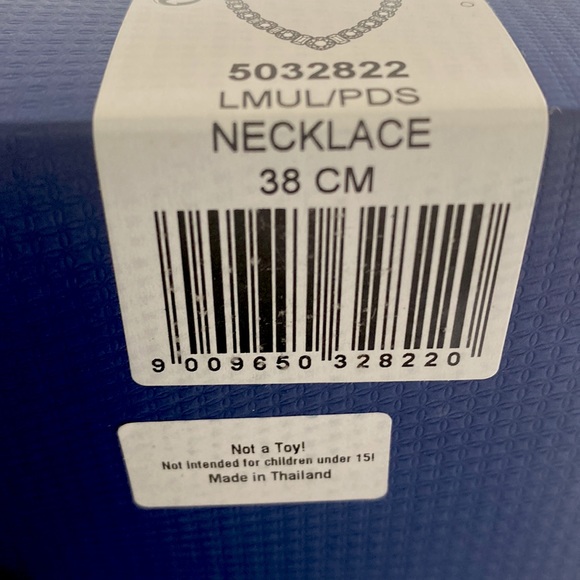 5032822
LMUL/PDS
NECKLACE
38 CM
9 009650 328220
Not a Toy!
Not intended for children under 15!
Made in Thailand